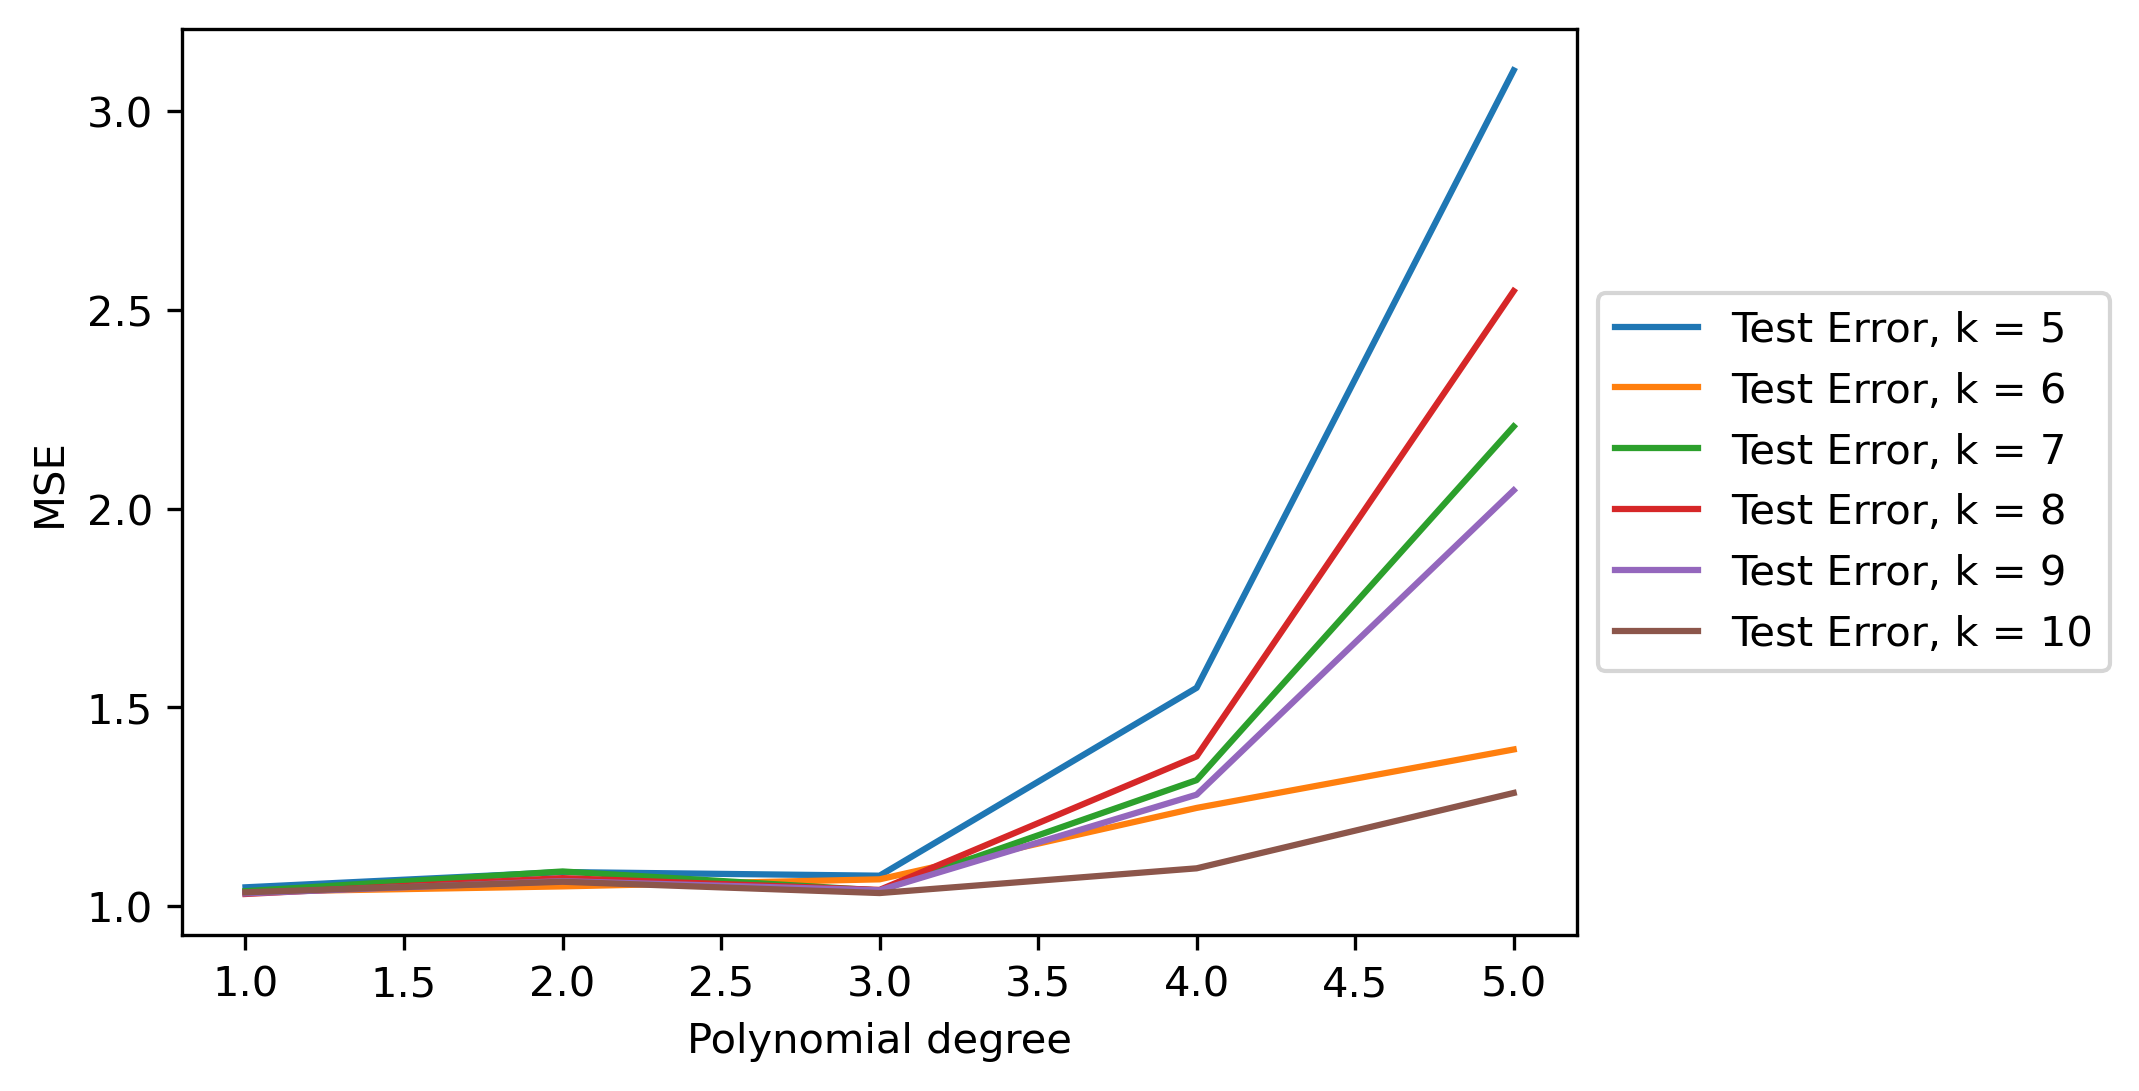 3.0
2.5
2.0
1.5
1.0
MSE
1.0 1.5 2.0 2.5 3.0 3.5 4.0 4.5 5.0
Polynomial degree
Test Error, k = 5
Test Error, k = 6
Test Error, k = 7
Test Error, k = 8
Test Error, k = 9
Test Error, k = 10